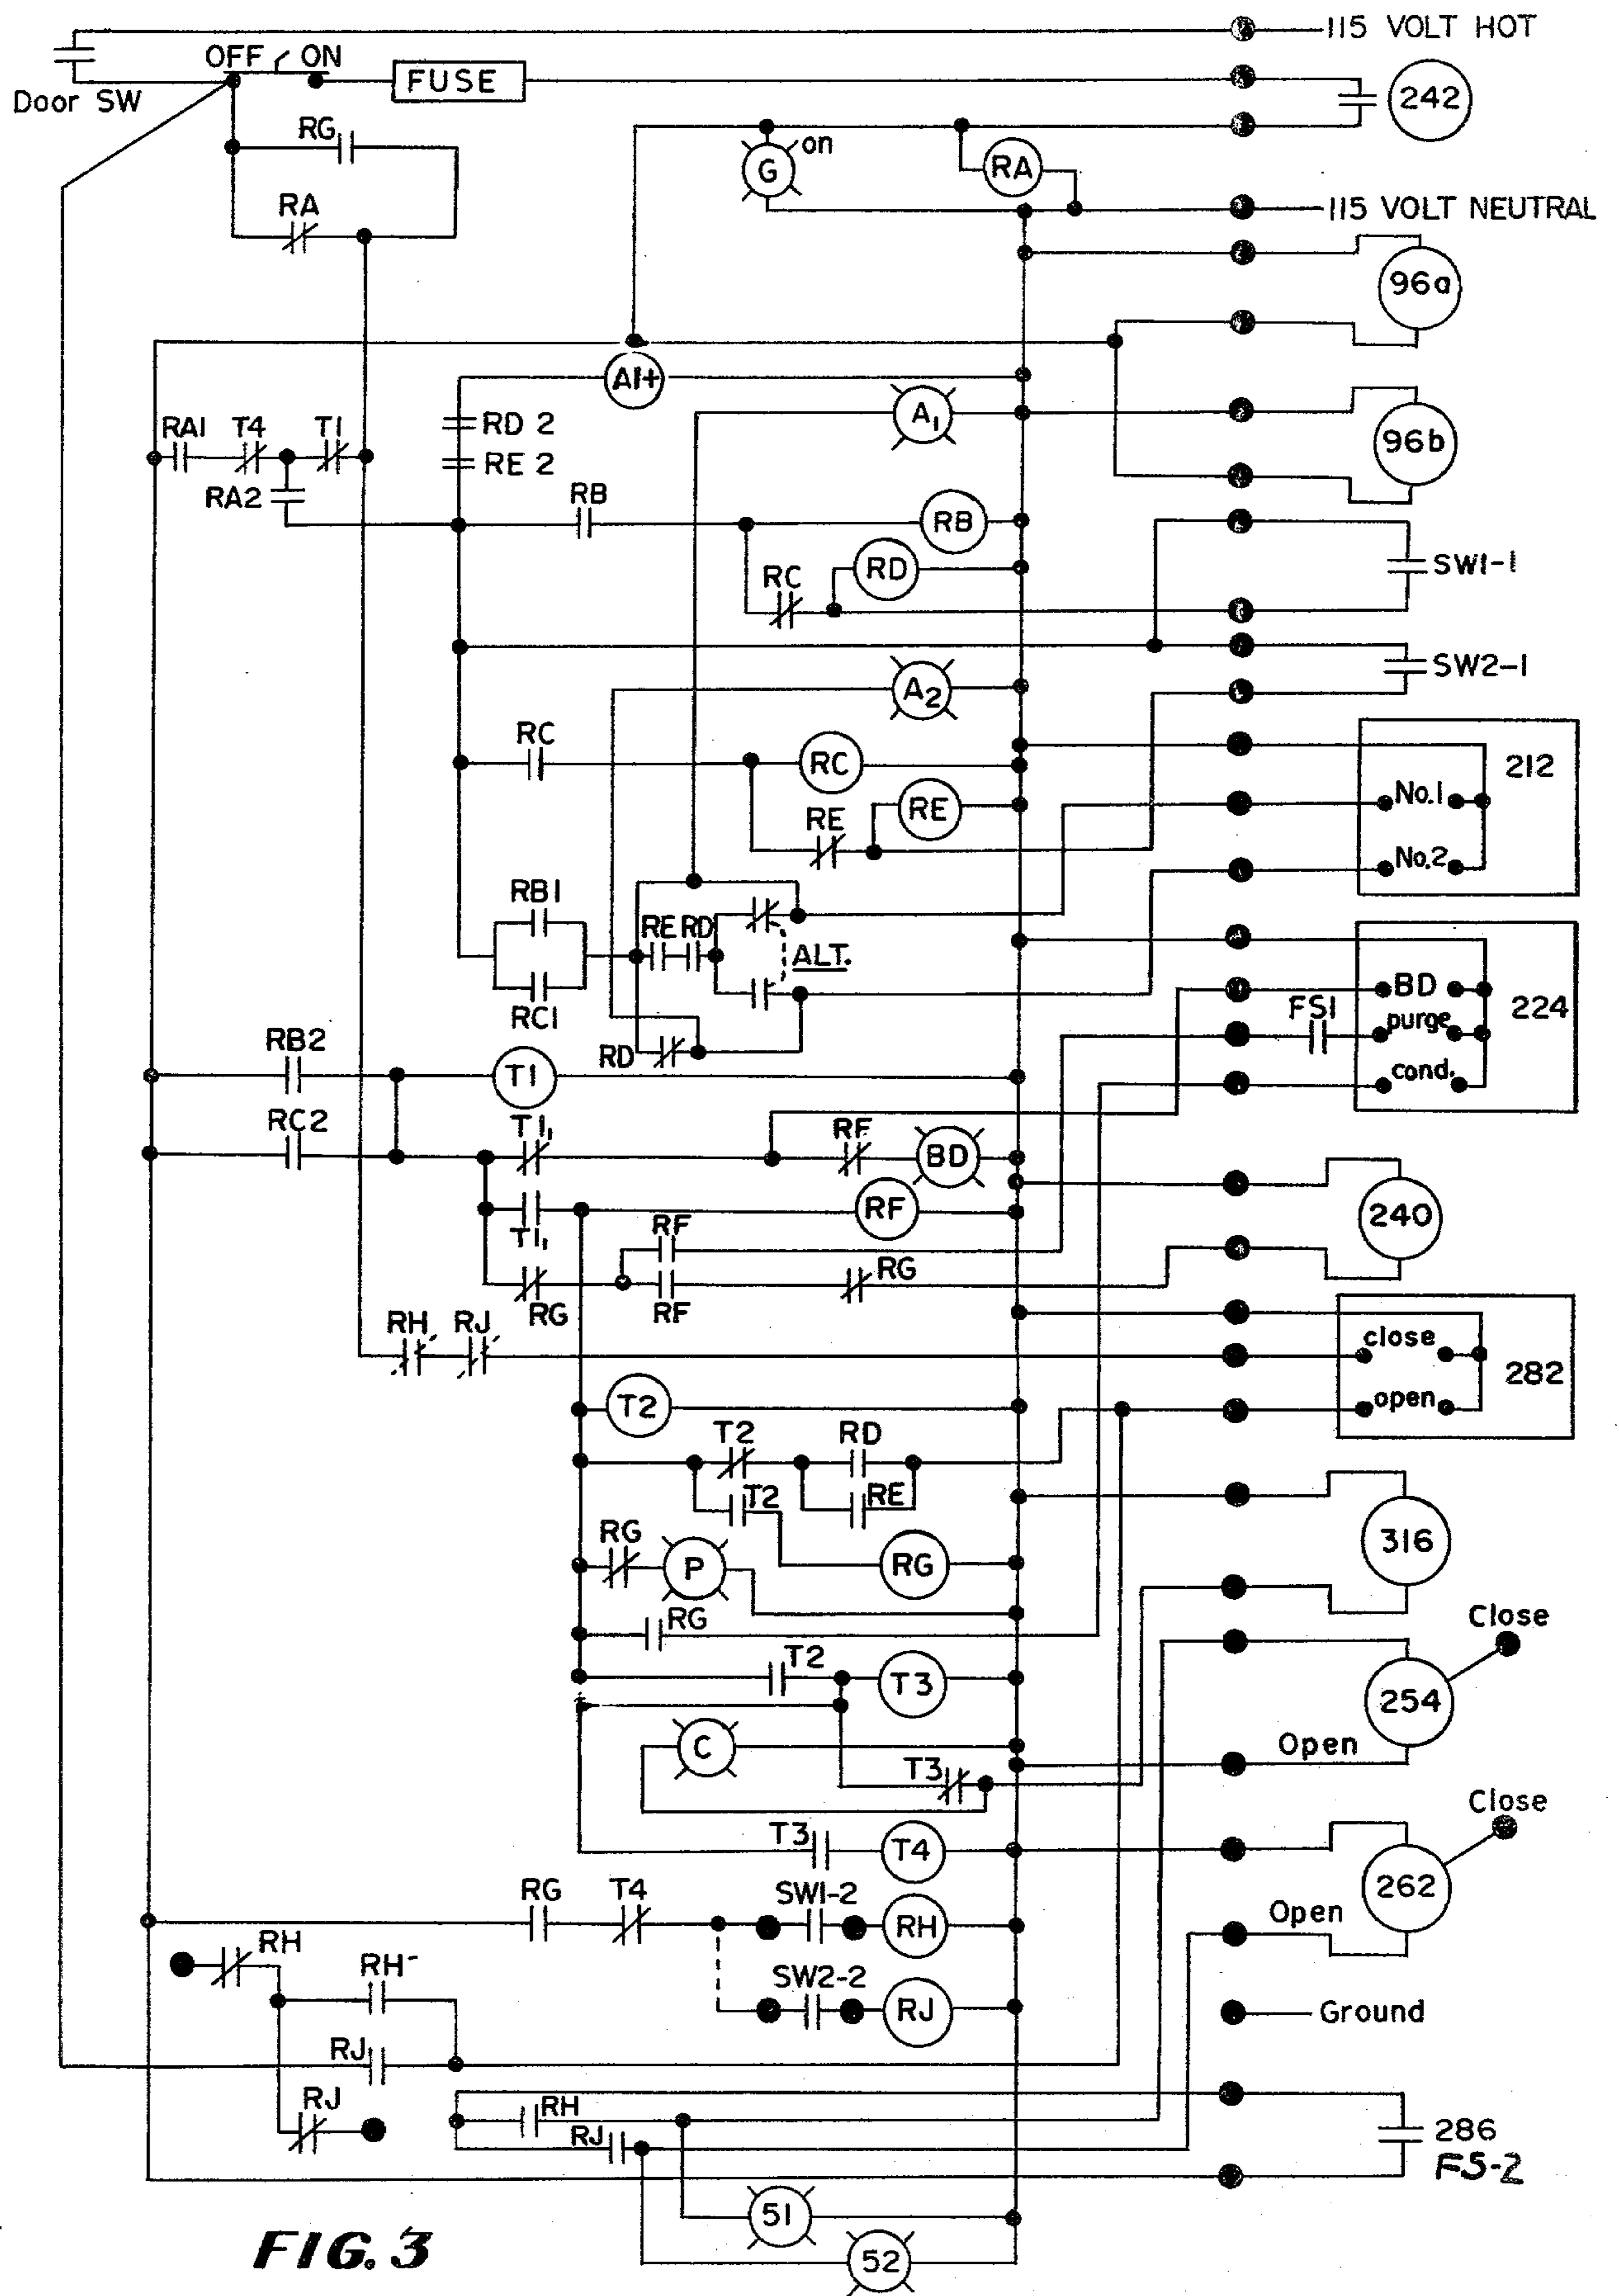 115 VOLT HOT
OFF ON
FUSE
Door SW
242
RG
on
G
RA
RA
115 VOLT NEUTRAL
96a
Alt
A1
RD 2
96b
RA1 T4 T1
RE 2
RA2
RB
RB
RD
SW1-1
RC
SW2-1
A2
RC
RC
212
No.1
RE
RE
No.2
RB1
RE RD
ALT.
BD
224
RC1
FS1
purge
RB2
RD
T1
cond.
RC2
T1, RF
BD
RF
240
T1, RF
RG
RG RF
RH' RJ'
close
282
open
T2
T2 RD
T2 RE
RG
316
P
RG
RG
Close
T2
T3
254
C
Open
T3
Close
T3
T4
262
RG T4 SW1-2
RH
Open
RH
RH-
SW2-2
RJ
Ground
RJ
RJ
RH
RJ
286
FS-2
51
52
FIG. 3